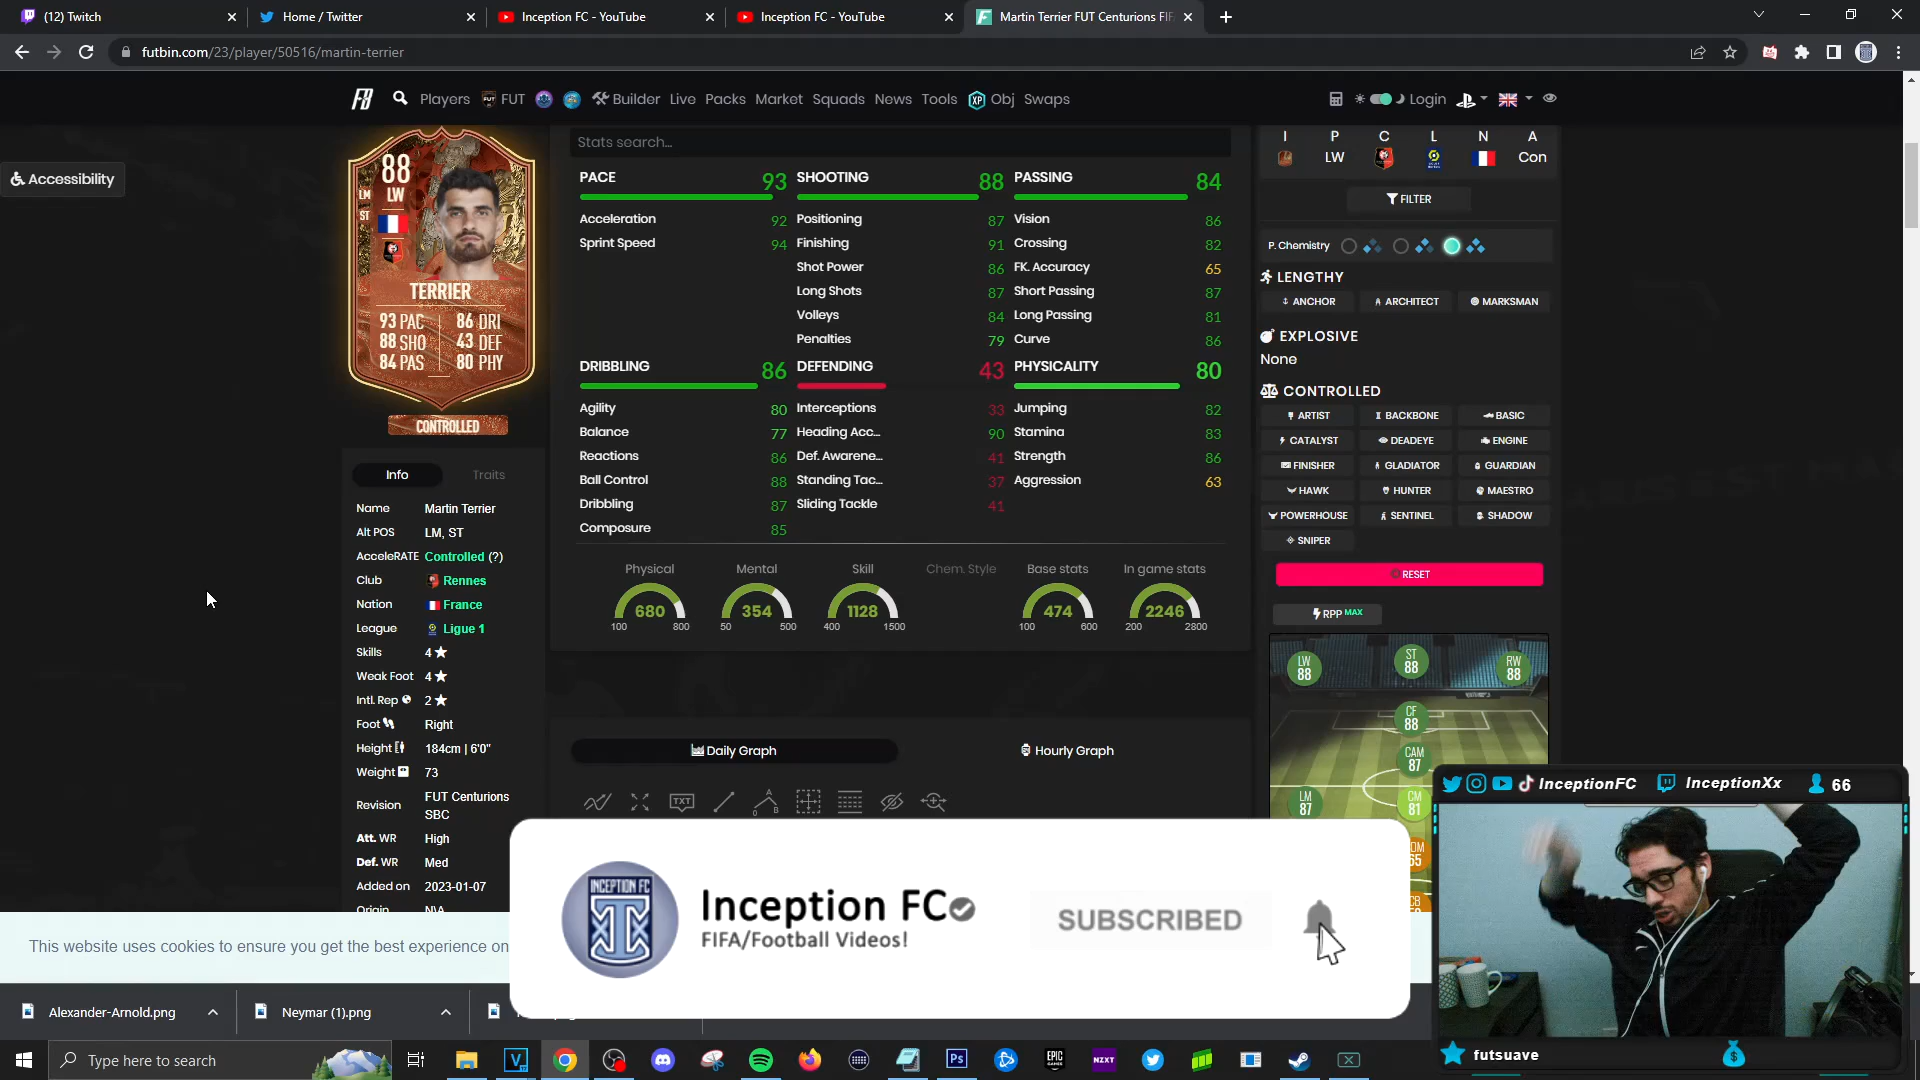 (12) Twitch
Home / Twitter
Inception FC - YouTube
Inception FC - YouTube
Martin Terrier FUT Centurions FIF
futbin.com/23/player/50516/martin-terrier
Players FUT Builder Live Packs Market Squads News Tools XP Obj Swaps Login
Accessibility
88
LW
LM
ST
TERRIER
93 PAC 86 DRI
88 SHO 43 DEF
84 PAS 80 PHY
CONTROLLED
Info Traits
Name Martin Terrier
Alt POS LM, ST
AcceleRATE Controlled (?)
Club Rennes
Nation France
League Ligue 1
Skills 4
Weak Foot 4
Intl. Rep 2
Foot Right
Height 184cm | 6'0"
Weight 73
Revision FUT Centurions SBC
Att. WR High
Def. WR Med
Added on 2023-01-07
Origin N/A
Stats search...
PACE 93
Acceleration 92
Sprint Speed 94
SHOOTING 88
Positioning 87
Finishing 91
Shot Power 86
Long Shots 87
Volleys 84
Penalties 79
PASSING 84
Vision 86
Crossing 82
FK. Accuracy 65
Short Passing 87
Long Passing 81
Curve 86
DRIBBLING 86
Agility 80
Balance 77
Reactions 86
Ball Control 88
Dribbling 87
Composure 85
DEFENDING 43
Interceptions 33
Heading Acc... 90
Def. Awarene... 41
Standing Tac... 37
Sliding Tackle 41
PHYSICALITY 80
Jumping 82
Stamina 83
Strength 86
Aggression 63
Physical Mental Skill Chem. Style Base stats In game stats
680 354 1128 474 2246
100 800 50 500 400 1500 100 600 200 2800
Daily Graph Hourly Graph
TXT
I P C L N A
LW Con
FILTER
P. Chemistry
LENGTHY
ANCHOR ARCHITECT MARKSMAN
EXPLOSIVE
None
CONTROLLED
ARTIST BACKBONE BASIC
CATALYST DEADEYE ENGINE
FINISHER GLADIATOR GUARDIAN
HAWK HUNTER MAESTRO
POWERHOUSE SENTINEL SHADOW
SNIPER
RESET
RPP MAX
LW 88 ST 88 RW 88
CF 88
CAM 87
LM 87 CM 81
InceptionFC InceptionXx 66
futsuave
This website uses cookies to ensure you get the best experience on
INCEPTION FC
Inception FC
FIFA/Football Videos!
SUBSCRIBED
Alexander-Arnold.png
Neymar (1).png
Type here to search
Ps
EPIC GAMES
NZXT